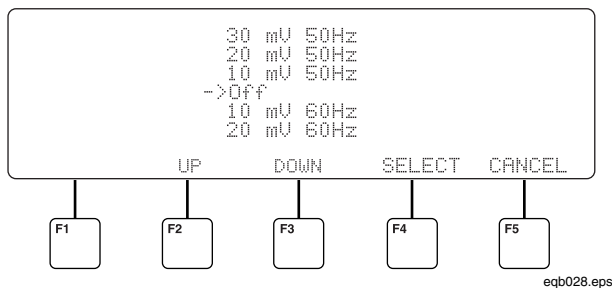 30 mV 50Hz
20 mV 50Hz
10 mV 50Hz
->Off
10 mV 60Hz
20 mV 60Hz
UP DOWN SELECT CANCEL
F1 F2 F3 F4 F5
eqb028.eps